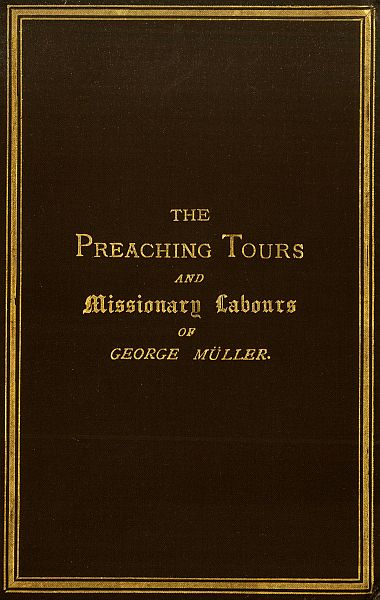 THE
PREACHING TOURS
AND
Missionary Labours
OF
GEORGE MÜLLER.